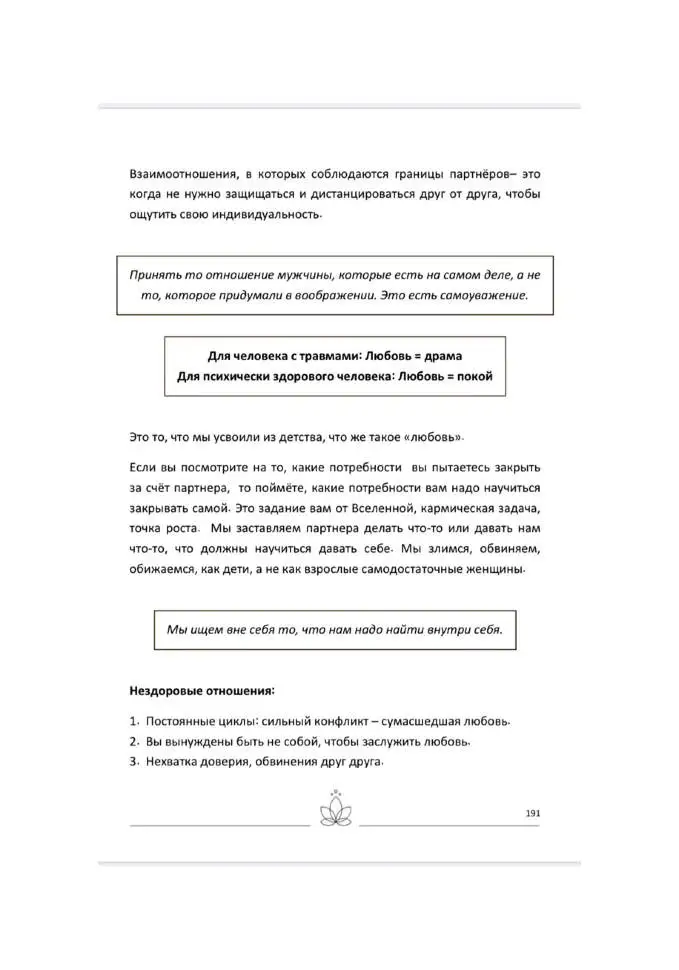 Взаимоотношения, в которых соблюдаются границы партнёров– это
когда не нужно защищаться и дистанцироваться друг от друга, чтобы
ощутить свою индивидуальность.
Принять то отношение мужчины, которые есть на самом деле, а не
то, которое придумали в воображении. Это есть самоуважение.
Для человека с травмами: Любовь = драма
Для психически здорового человека: Любовь = покой
Это то, что мы усвоили из детства, что же такое «любовь».
Если вы посмотрите на то, какие потребности вы пытаетесь закрыть
за счёт партнера, то поймёте, какие потребности вам надо научиться
закрывать самой. Это задание вам от Вселенной, кармическая задача,
точка роста. Мы заставляем партнера делать что-то или давать нам
что-то, что должны научиться давать себе. Мы злимся, обвиняем,
обижаемся, как дети, а не как взрослые самодостаточные женщины.
Мы ищем вне себя то, что нам надо найти внутри себя.
Нездоровые отношения:
1. Постоянные циклы: сильный конфликт – сумасшедшая любовь.
2. Вы вынуждены быть не собой, чтобы заслужить любовь.
3. Нехватка доверия, обвинения друг друга.
191